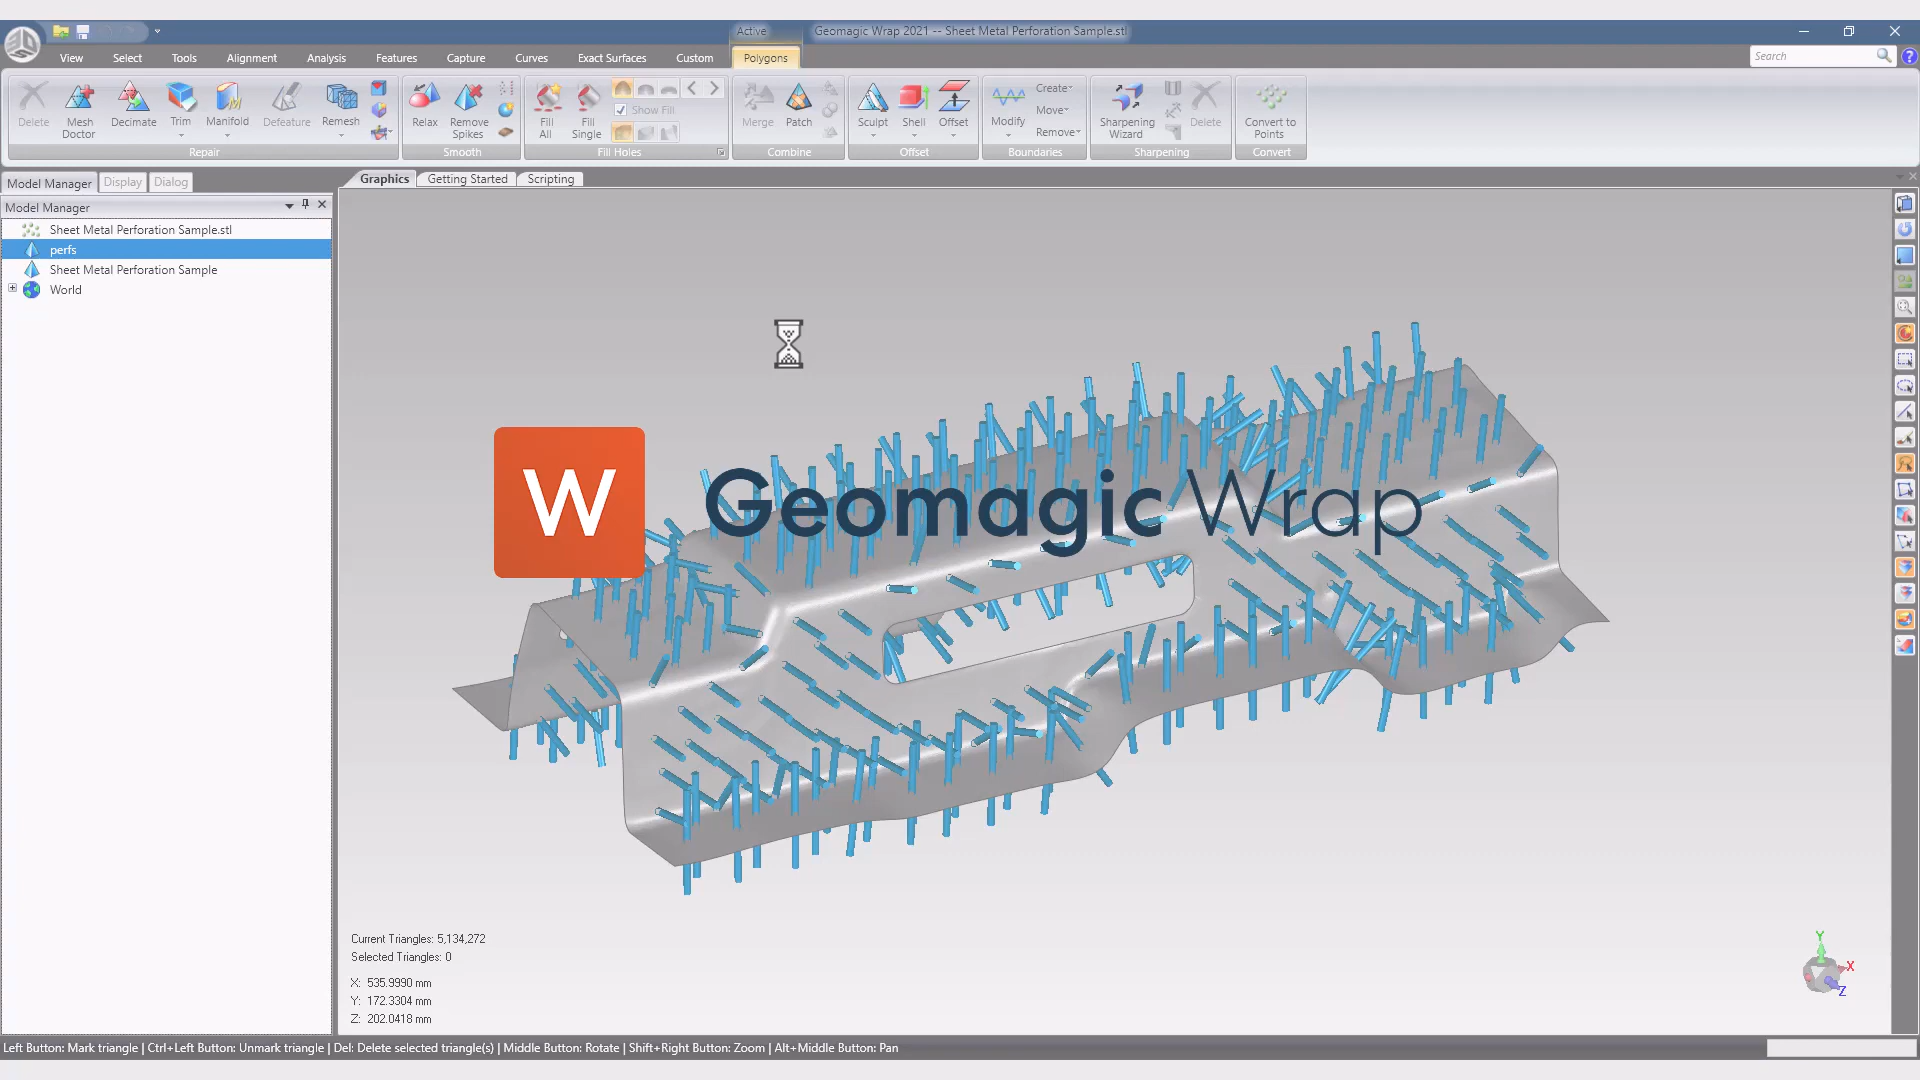 Active
Geomagic Wrap 2021 -- Sheet Metal Perforation Sample.stl
View Select Tools Alignment Analysis Features Capture Curves Exact Surfaces Custom Polygons
Search
Delete Mesh Doctor Decimate Trim Manifold Defeature Remesh
Repair
Relax Remove Spikes
Smooth
Fill All Fill Single Show Fill
Fill Holes
Merge Patch
Combine
Sculpt Shell Offset
Offset
Modify Create Move Remove
Boundaries
Sharpening Wizard Delete
Sharpening
Convert to Points
Convert
Model Manager Display Dialog
Graphics Getting Started Scripting
Model Manager
Sheet Metal Perforation Sample.stl
perfs
Sheet Metal Perforation Sample
World
W Geomagic Wrap
Current Triangles: 5,134,272
Selected Triangles: 0
X: 535.9990 mm
Y: 172.3304 mm
Z: 202.0418 mm
Y
X
Z
Left Button: Mark triangle | Ctrl+Left Button: Unmark triangle | Del: Delete selected triangle(s) | Middle Button: Rotate | Shift+Right Button: Zoom | Alt+Middle Button: Pan